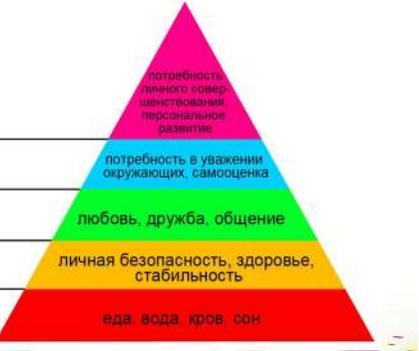 потребность
личного совер-
шенствования,
персональное
развитие
потребность в уважении
окружающих, самооценка
любовь, дружба, общение
личная безопасность, здоровье,
стабильность
еда, вода, кров, сон